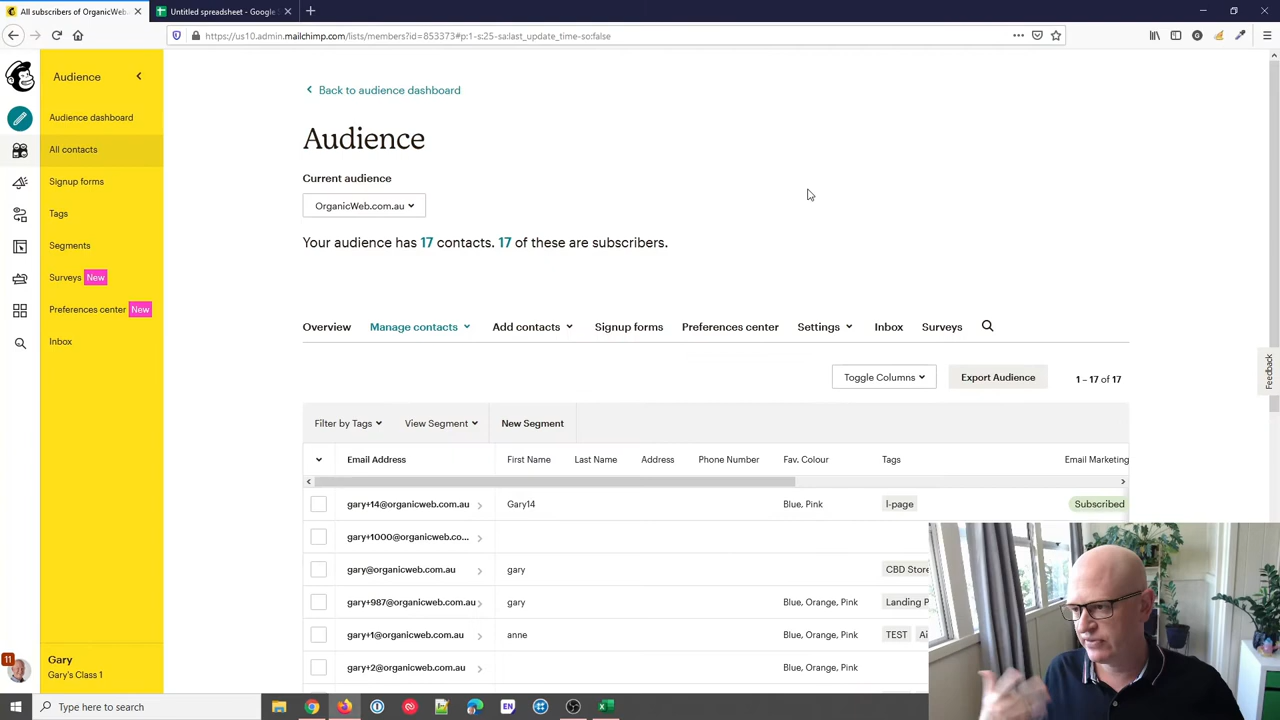 All subscribers of OrganicWeb.
Untitled spreadsheet - Google S
https://us10.admin.mailchimp.com/lists/members?id=853373#p:1-s:25-sa:last_update_time-so:false
Audience
Audience dashboard
All contacts
Signup forms
Tags
Segments
Surveys New
Preferences center New
Inbox
11
Gary
Gary's Class 1
Back to audience dashboard
Audience
Current audience
OrganicWeb.com.au
Your audience has 17 contacts. 17 of these are subscribers.
Overview Manage contacts Add contacts Signup forms Preferences center Settings Inbox Surveys
Toggle Columns Export Audience 1 – 17 of 17
Filter by Tags View Segment New Segment
Email Address First Name Last Name Address Phone Number Fav. Colour Tags Email Marketing
gary+14@organicweb.com.au Gary14 Blue, Pink l-page Subscribed
gary+1000@organicweb.co...
gary@organicweb.com.au gary CBD Store
gary+987@organicweb.com.au gary Blue, Orange, Pink Landing P
gary+1@organicweb.com.au anne Blue, Orange, Pink TEST Ai
gary+2@organicweb.com.au Blue, Orange, Pink
Feedback
Type here to search
EN